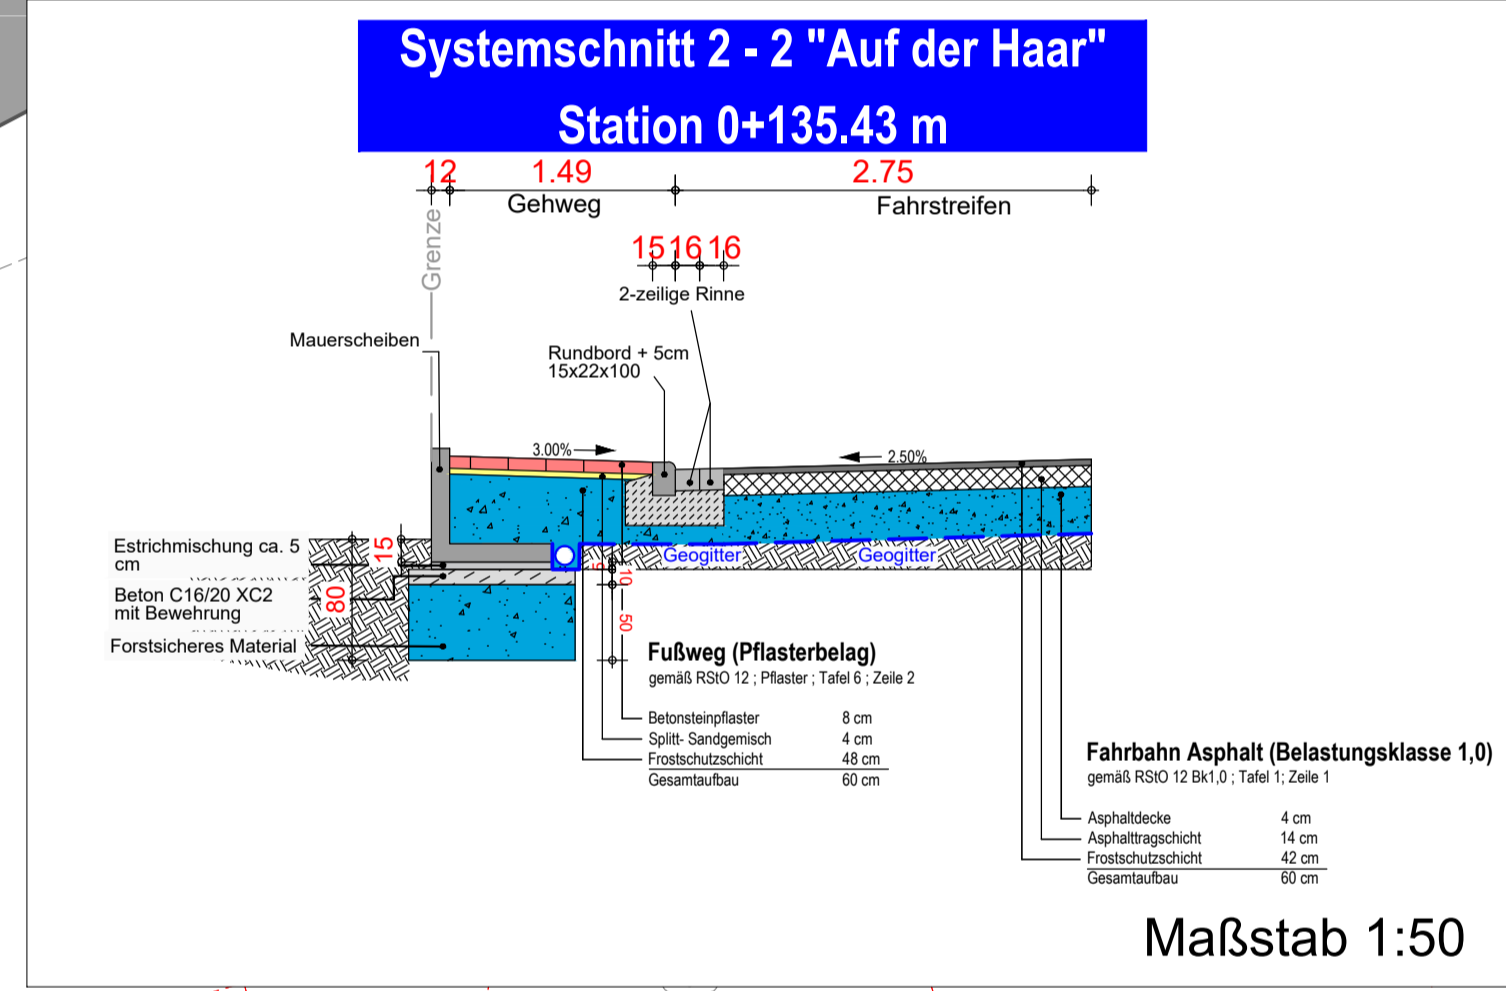 Systemschnitt 2 - 2 "Auf der Haar"
Station 0+135.43 m
12 1.49 2.75
Gehweg Fahrstreifen
Grenze
15 16 16
2-zeilige Rinne
Mauerscheiben
Rundbord + 5cm
15x22x100
3.00% 2.50%
Estrichmischung ca. 5
cm
15
Geogitter Geogitter
5
10
Beton C16/20 XC2
mit Bewehrung
80
50
Forstsicheres Material
Fußweg (Pflasterbelag)
gemäß RStO 12 ; Pflaster ; Tafel 6 ; Zeile 2
Betonsteinpflaster 8 cm
Splitt- Sandgemisch 4 cm
Frostschutzschicht 48 cm
Gesamtaufbau 60 cm
Fahrbahn Asphalt (Belastungsklasse 1,0)
gemäß RStO 12 Bk1,0 ; Tafel 1; Zeile 1
Asphaltdecke 4 cm
Asphalttragschicht 14 cm
Frostschutzschicht 42 cm
Gesamtaufbau 60 cm
Maßstab 1:50